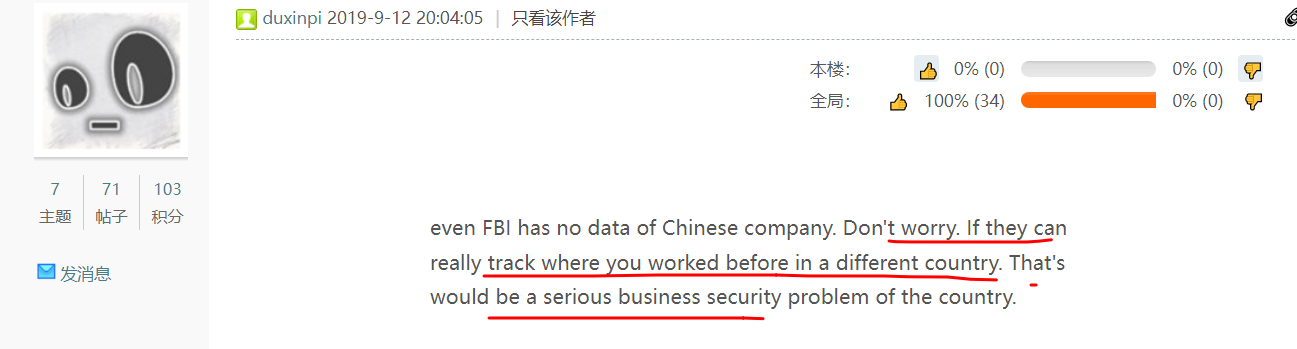 duxinpi 2019-9-12 20:04:05 | 只看该作者
本楼： 0% (0) 0% (0)
全局： 100% (34) 0% (0)
7 71 103
主题 帖子 积分
发消息
even FBI has no data of Chinese company. Don't worry. If they can
really track where you worked before in a different country. That's
would be a serious business security problem of the country.